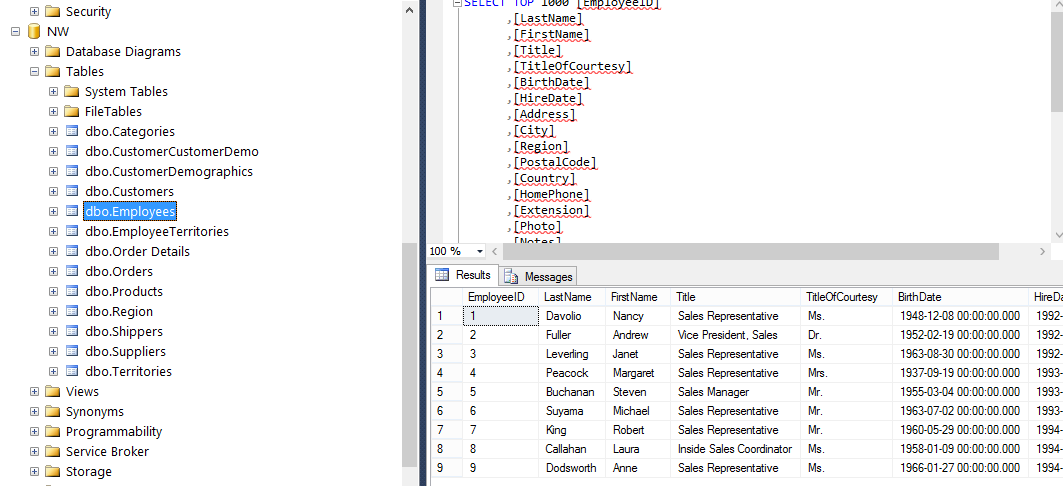 Security
NW
Database Diagrams
Tables
System Tables
FileTables
dbo.Categories
dbo.CustomerCustomerDemo
dbo.CustomerDemographics
dbo.Customers
dbo.Employees
dbo.EmployeeTerritories
dbo.Order Details
dbo.Orders
dbo.Products
dbo.Region
dbo.Shippers
dbo.Suppliers
dbo.Territories
Views
Synonyms
Programmability
Service Broker
Storage
SELECT TOP 1000 [EmployeeID]
,[LastName]
,[FirstName]
,[Title]
,[TitleOfCourtesy]
,[BirthDate]
,[HireDate]
,[Address]
,[City]
,[Region]
,[PostalCode]
,[Country]
,[HomePhone]
,[Extension]
,[Photo]
,[Notes]
100 %
Results Messages
EmployeeID LastName FirstName Title TitleOfCourtesy BirthDate HireDa
1 1 Davolio Nancy Sales Representative Ms. 1948-12-08 00:00:00.000 1992-
2 2 Fuller Andrew Vice President, Sales Dr. 1952-02-19 00:00:00.000 1992-
3 3 Leverling Janet Sales Representative Ms. 1963-08-30 00:00:00.000 1992-
4 4 Peacock Margaret Sales Representative Mrs. 1937-09-19 00:00:00.000 1993-
5 5 Buchanan Steven Sales Manager Mr. 1955-03-04 00:00:00.000 1993-
6 6 Suyama Michael Sales Representative Mr. 1963-07-02 00:00:00.000 1993-
7 7 King Robert Sales Representative Mr. 1960-05-29 00:00:00.000 1994-
8 8 Callahan Laura Inside Sales Coordinator Ms. 1958-01-09 00:00:00.000 1994-
9 9 Dodsworth Anne Sales Representative Ms. 1966-01-27 00:00:00.000 1994-